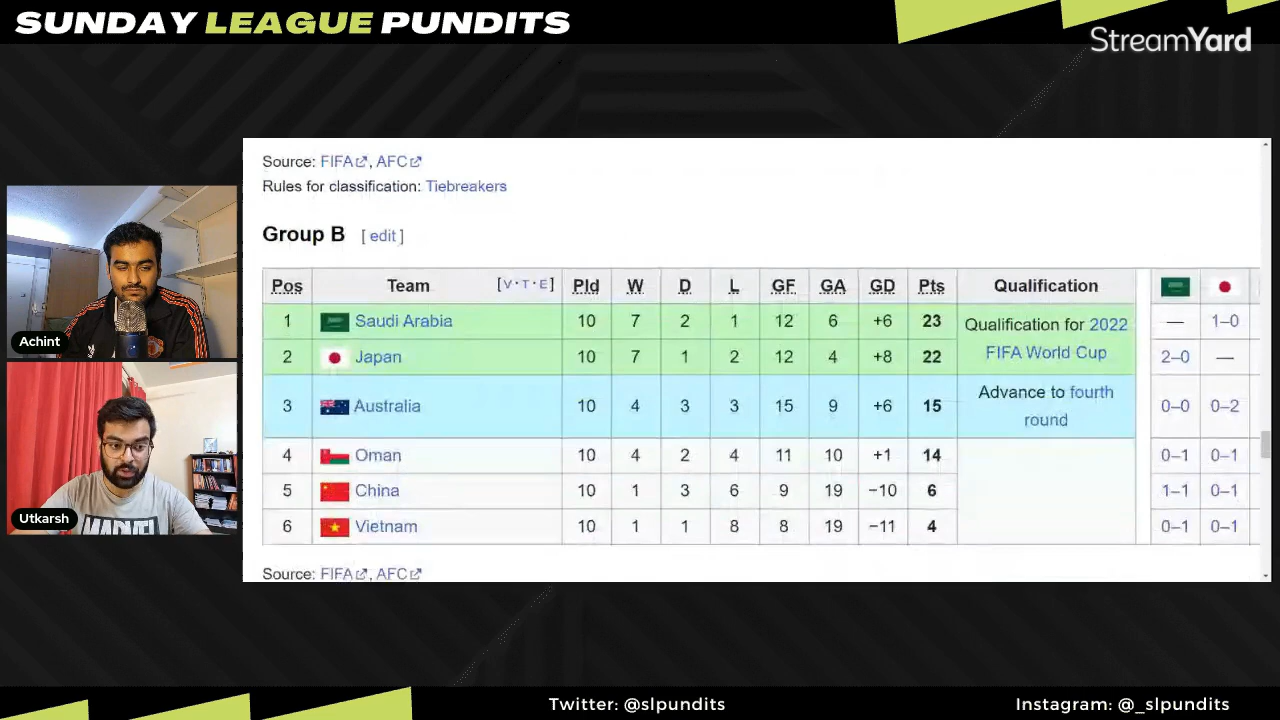 SUNDAY LEAGUE PUNDITS
StreamYard
Source: FIFA, AFC
Rules for classification: Tiebreakers
Group B [ edit ]
Pos Team [V·T·E] Pld W D L GF GA GD Pts Qualification
1 Saudi Arabia 10 7 2 1 12 6 +6 23 Qualification for 2022 FIFA World Cup — 1–0
2 Japan 10 7 1 2 12 4 +8 22 2–0 —
3 Australia 10 4 3 3 15 9 +6 15 Advance to fourth round 0–0 0–2
4 Oman 10 4 2 4 11 10 +1 14 0–1 0–1
5 China 10 1 3 6 9 19 −10 6 1–1 0–1
6 Vietnam 10 1 1 8 8 19 −11 4 0–1 0–1
Source: FIFA, AFC
Achint
Utkarsh
MARVEL
Twitter: @slpundits
Instagram: @_slpundits